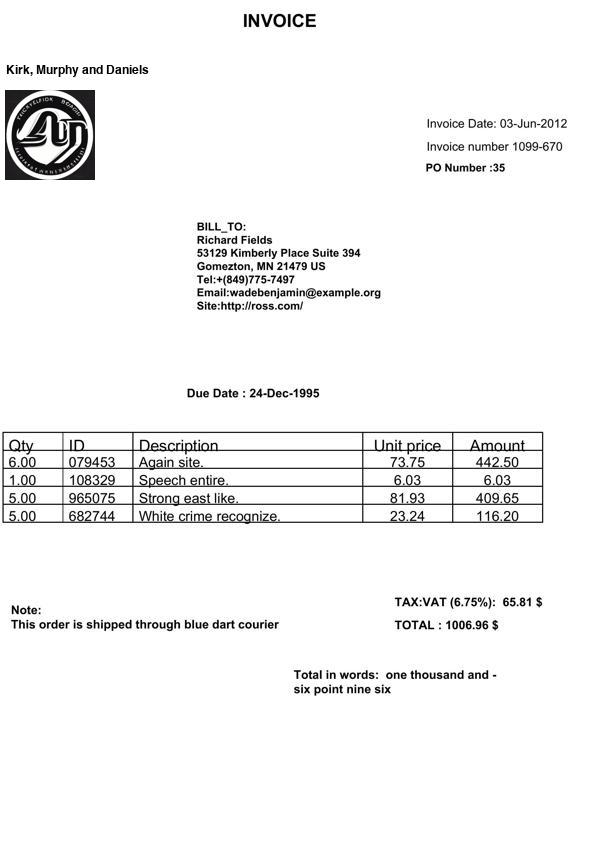 INVOICE
Kirk, Murphy and Daniels
Invoice Date: 03-Jun-2012
Invoice number 1099-670
PO Number :35
BILL_TO:
Richard Fields
53129 Kimberly Place Suite 394
Gomezton, MN 21479 US
Tel:+(849)775-7497
Email:wadebenjamin@example.org
Site:http://ross.com/
Due Date : 24-Dec-1995
Qty ID Description Unit price Amount
6.00 079453 Again site. 73.75 442.50
1.00 108329 Speech entire. 6.03 6.03
5.00 965075 Strong east like. 81.93 409.65
5.00 682744 White crime recognize. 23.24 116.20
TAX:VAT (6.75%): 65.81 $
Note:
This order is shipped through blue dart courier
TOTAL : 1006.96 $
Total in words: one thousand and -
six point nine six